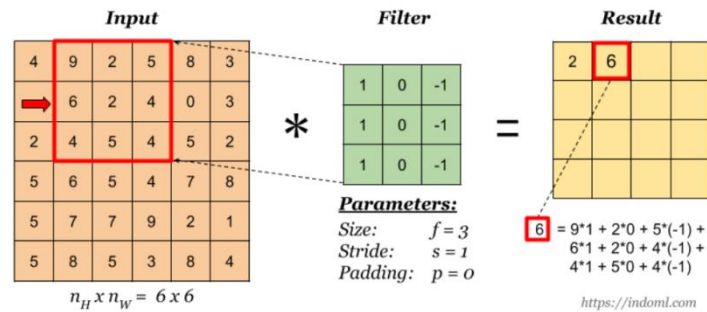 Input
Filter
Result
4 9 2 5 8 3
6 2 4 0 3
2 4 5 4 5 2
5 6 5 4 7 8
5 7 7 9 2 1
5 8 5 3 8 4
n_H x n_W = 6 x 6
*
1 0 -1
1 0 -1
1 0 -1
Parameters:
Size: f = 3
Stride: s = 1
Padding: p = 0
=
2 6
6 = 9*1 + 2*0 + 5*(-1) +
6*1 + 2*0 + 4*(-1) +
4*1 + 5*0 + 4*(-1)
https://indoml.com